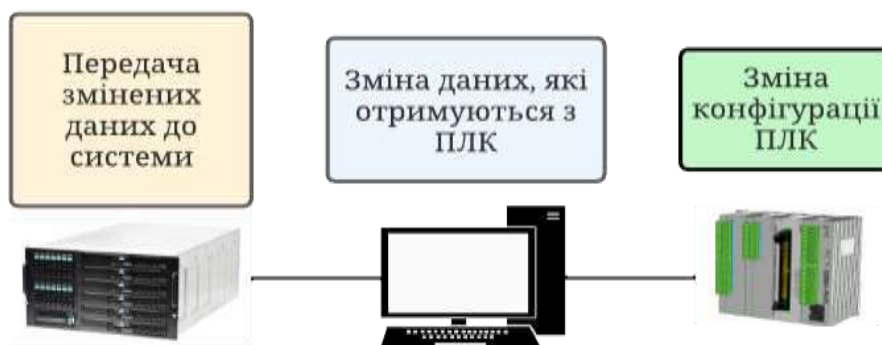 Передача
змінених
даних до
системи
Зміна даних, які
отримуються з
ПЛК
Зміна
конфігурації
ПЛК